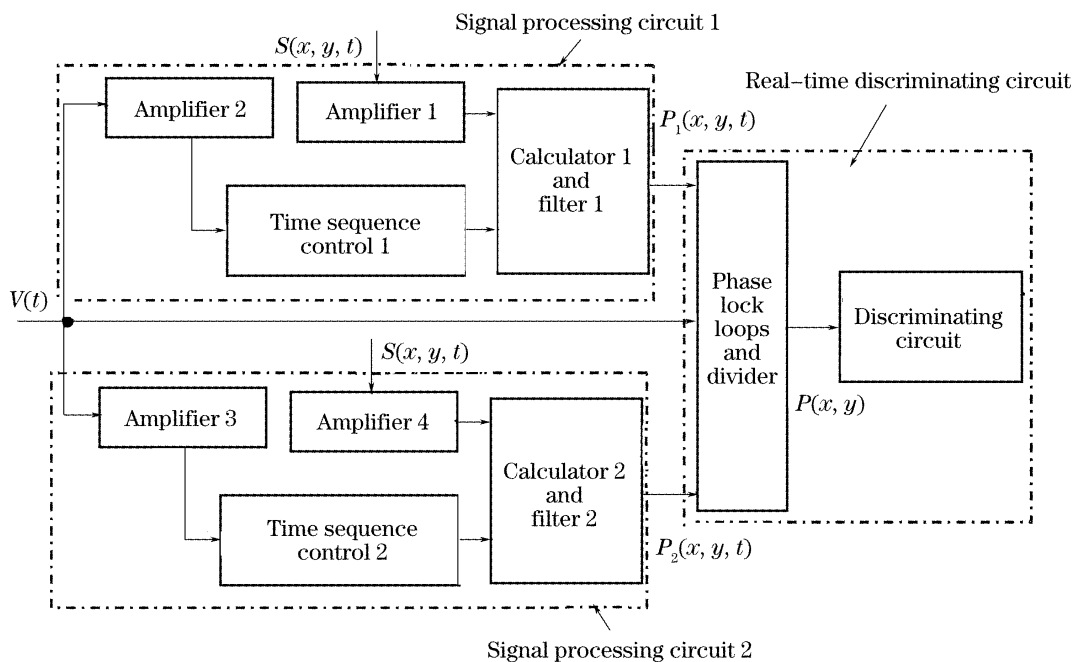 Signal processing circuit 1
S(x, y, t)
Real-time discriminating circuit
Amplifier 2
Amplifier 1
P₁(x, y, t)
Calculator 1
and
filter 1
Time sequence
control 1
V(t)
Phase
lock
loops
and
divider
Discriminating
circuit
S(x, y, t)
P(x, y)
Amplifier 3
Amplifier 4
Calculator 2
and
filter 2
Time sequence
control 2
P₂(x, y, t)
Signal processing circuit 2